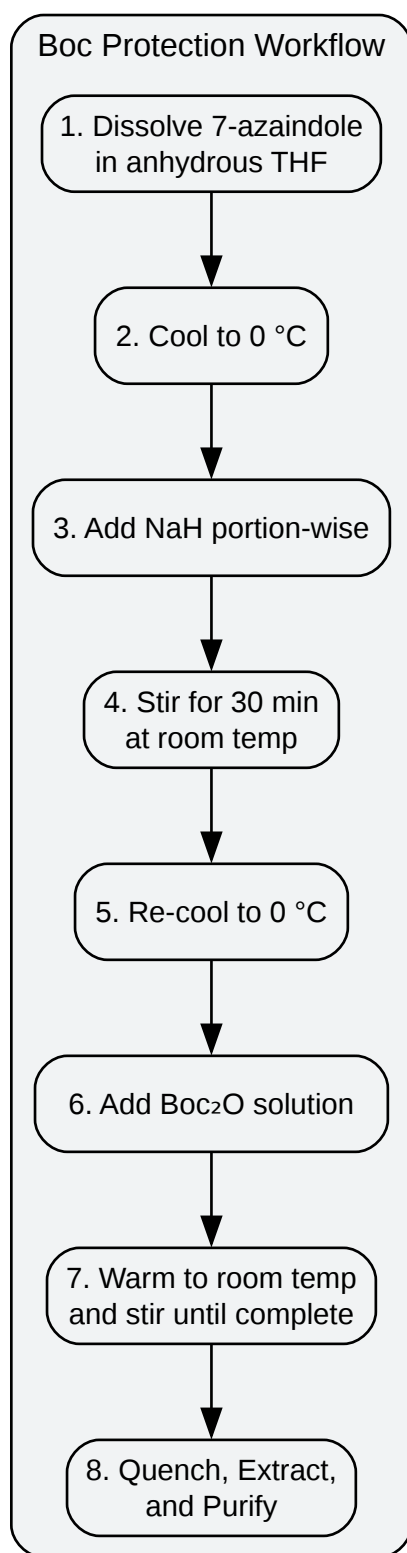 Boc Protection Workflow
1. Dissolve 7-azaindole
in anhydrous THF
2. Cool to 0 °C
3. Add NaH portion-wise
4. Stir for 30 min
at room temp
5. Re-cool to 0 °C
6. Add Boc₂O solution
7. Warm to room temp
and stir until complete
8. Quench, Extract,
and Purify